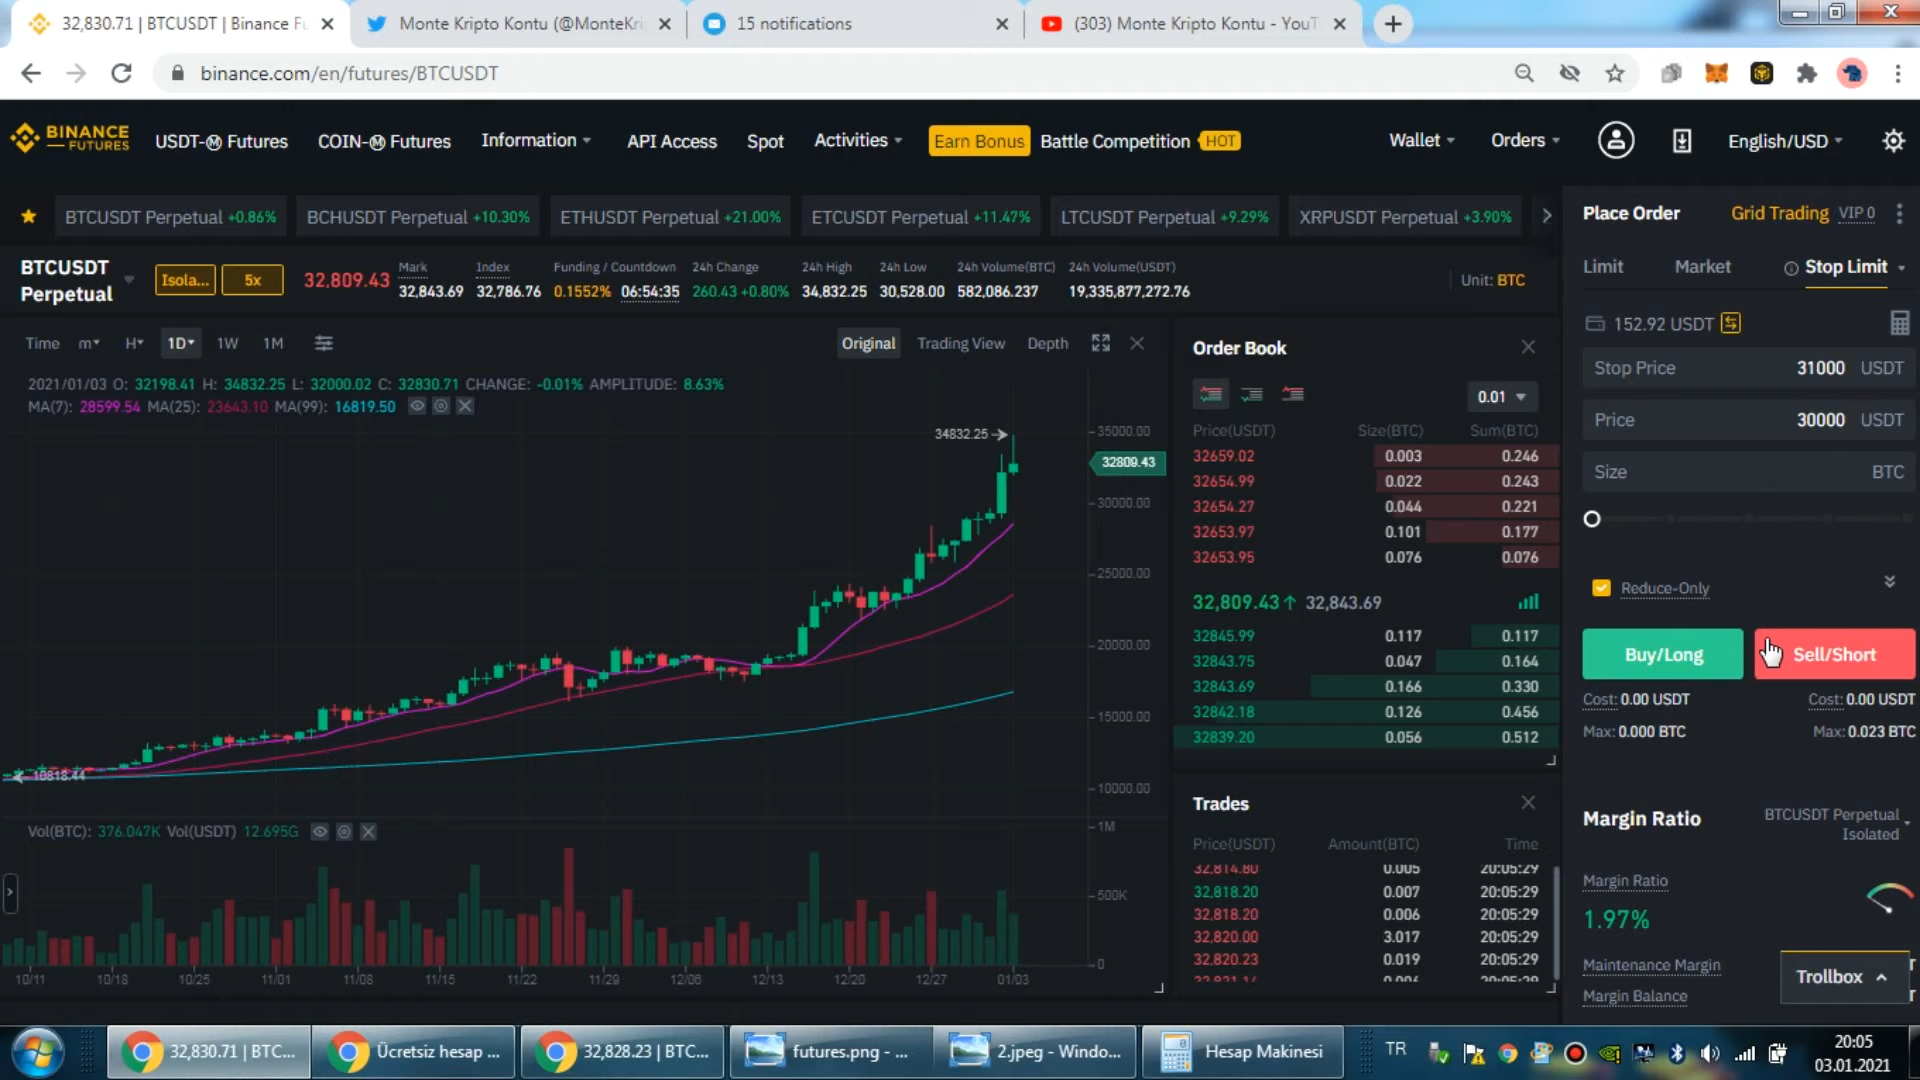 32,830.71 | BTCUSDT | Binance Fu
Monte Kripto Kontu (@MonteKri
15 notifications
(303) Monte Kripto Kontu - YouT
binance.com/en/futures/BTCUSDT
BINANCE FUTURES
USDT-Ⓜ Futures
COIN-Ⓜ Futures
Information
API Access
Spot
Activities
Earn Bonus
Battle Competition HOT
Wallet
Orders
English/USD
BTCUSDT Perpetual +0.86%
BCHUSDT Perpetual +10.30%
ETHUSDT Perpetual +21.00%
ETCUSDT Perpetual +11.47%
LTCUSDT Perpetual +9.29%
XRPUSDT Perpetual +3.90%
BTCUSDT
Perpetual
Isola...
5x
32,809.43
Mark
32,843.69
Index
32,786.76
Funding / Countdown
0.1552% 06:54:35
24h Change
260.43 +0.80%
24h High
34,832.25
24h Low
30,528.00
24h Volume(BTC)
582,086.237
24h Volume(USDT)
19,335,877,272.76
Unit: BTC
Time m H 1D 1W 1M
Original Trading View Depth
2021/01/03 O: 32198.41 H: 34832.25 L: 32000.02 C: 32830.71 CHANGE: -0.01% AMPLITUDE: 8.63%
MA(7): 28599.54 MA(25): 23643.10 MA(99): 16819.50
34832.25
35000.00
32809.43
30000.00
25000.00
20000.00
15000.00
10818.44
10000.00
Vol(BTC): 376.047K Vol(USDT) 12.695G
1M
500K
0
10/11 10/18 10/25 11/01 11/08 11/15 11/22 11/29 12/06 12/13 12/20 12/27 01/03
Order Book
0.01
Price(USDT) Size(BTC) Sum(BTC)
32659.02 0.003 0.246
32654.99 0.022 0.243
32654.27 0.044 0.221
32653.97 0.101 0.177
32653.95 0.076 0.076
32,809.43 32,843.69
32845.99 0.117 0.117
32843.75 0.047 0.164
32843.69 0.166 0.330
32842.18 0.126 0.456
32839.20 0.056 0.512
Trades
Price(USDT) Amount(BTC) Time
32,814.80 0.005 20:05:29
32,818.20 0.007 20:05:29
32,818.20 0.006 20:05:29
32,820.00 3.017 20:05:29
32,820.23 0.019 20:05:29
Place Order
Grid Trading VIP 0
Limit Market Stop Limit
152.92 USDT
Stop Price 31000 USDT
Price 30000 USDT
Size BTC
Reduce-Only
Buy/Long
Sell/Short
Cost: 0.00 USDT
Cost: 0.00 USDT
Max: 0.000 BTC
Max: 0.023 BTC
Margin Ratio
BTCUSDT Perpetual
Isolated
Margin Ratio
1.97%
Maintenance Margin
Margin Balance
Trollbox
32,830.71 | BTC...
Ücretsiz hesap ...
32,828.23 | BTC...
futures.png - ...
2.jpeg - Windo...
Hesap Makinesi
TR
20:05
03.01.2021